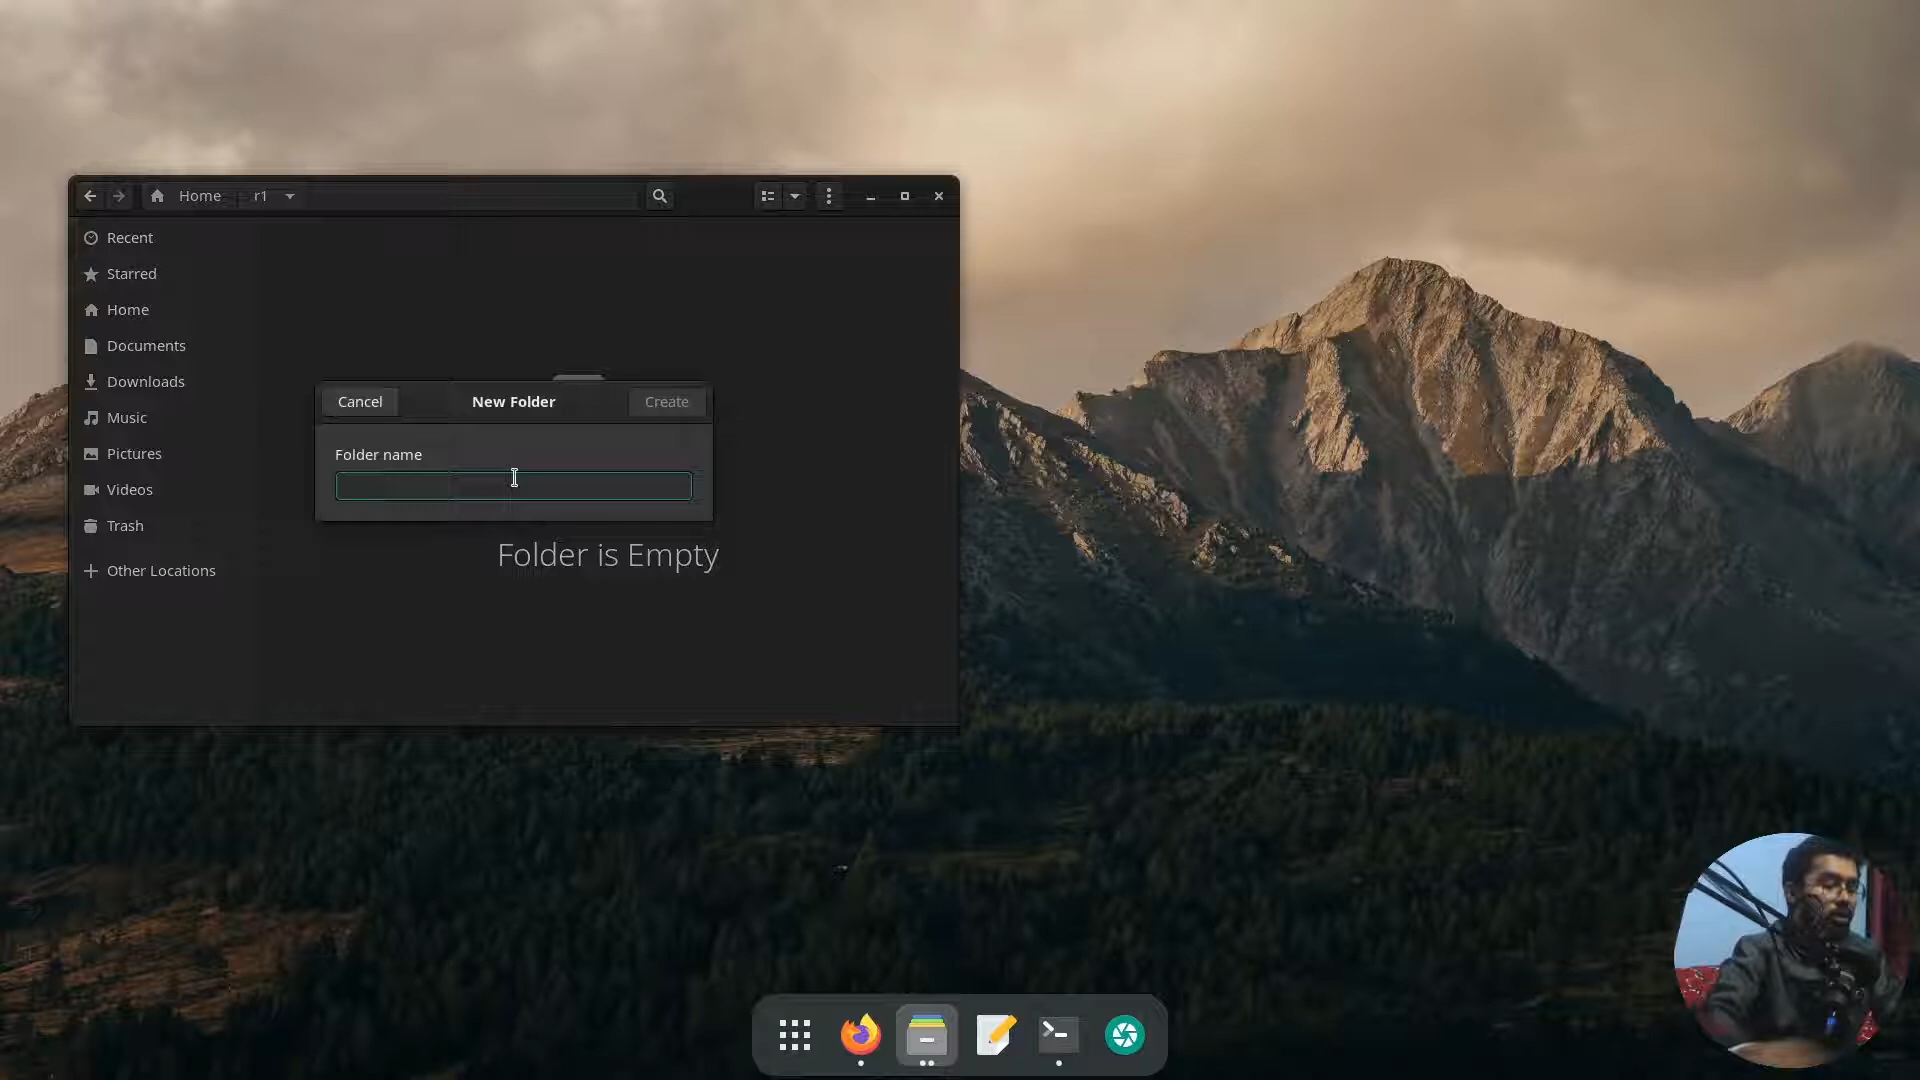 Home r1
Recent
Starred
Home
Documents
Downloads
Music
Pictures
Videos
Trash
Other Locations
Cancel New Folder Create
Folder name
Folder is Empty